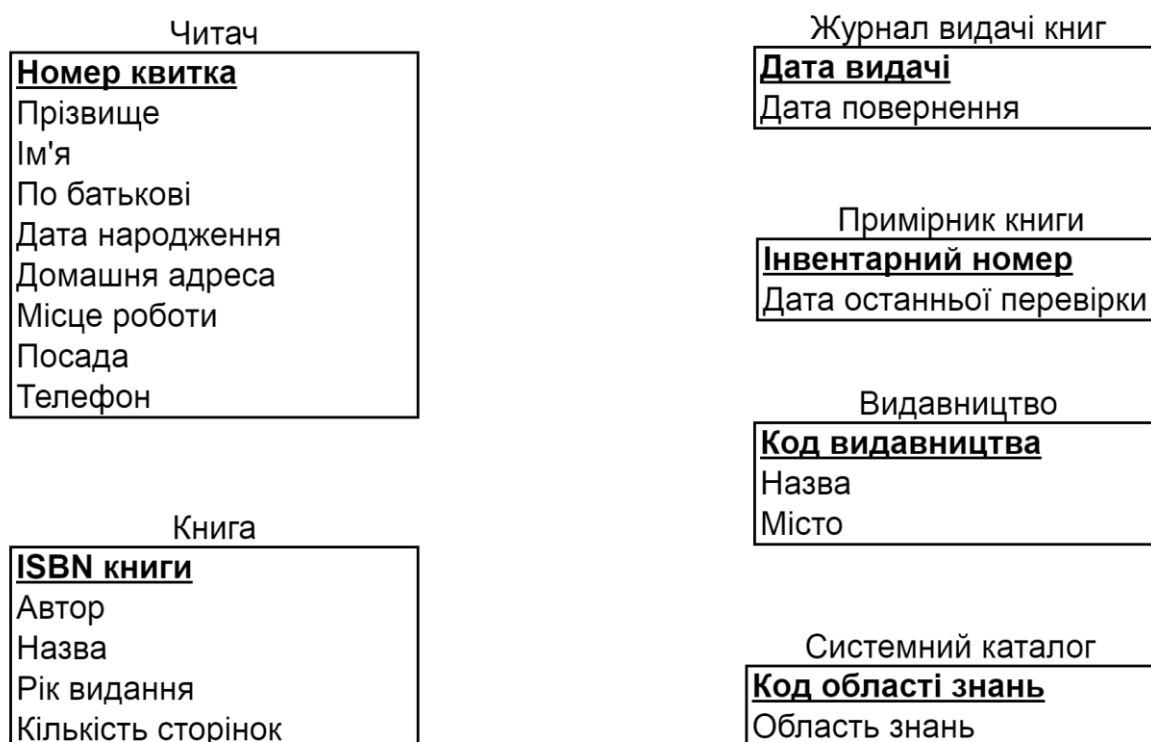 Читач
Номер квитка
Прізвище
Ім'я
По батькові
Дата народження
Домашня адреса
Місце роботи
Посада
Телефон
Книга
ISBN книги
Автор
Назва
Рік видання
Кількість сторінок
Журнал видачі книг
Дата видачі
Дата повернення
Примірник книги
Інвентарний номер
Дата останньої перевірки
Видавництво
Код видавництва
Назва
Місто
Системний каталог
Код області знань
Область знань